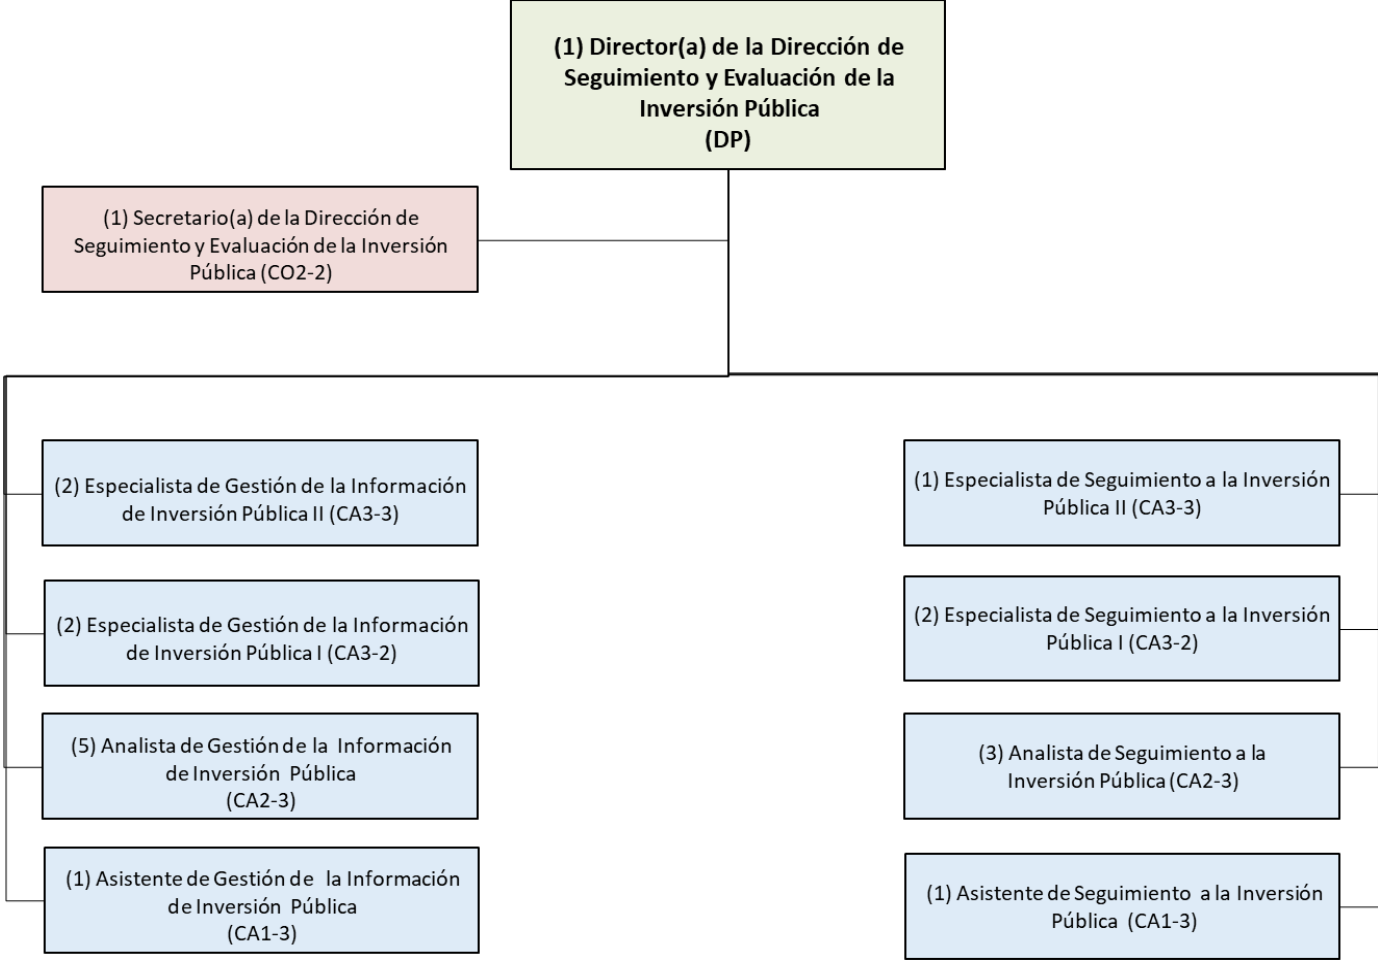 (1) Director(a) de la Dirección de
Seguimiento y Evaluación de la
Inversión Pública
(DP)
(1) Secretario(a) de la Dirección de
Seguimiento y Evaluación de la Inversión
Pública (CO2-2)
(2) Especialista de Gestión de la Información
de Inversión Pública II (CA3-3)
(2) Especialista de Gestión de la Información
de Inversión Pública I (CA3-2)
(5) Analista de Gestión de la Información
de Inversión Pública
(CA2-3)
(1) Asistente de Gestión de la Información
de Inversión Pública
(CA1-3)
(1) Especialista de Seguimiento a la Inversión
Pública II (CA3-3)
(2) Especialista de Seguimiento a la Inversión
Pública I (CA3-2)
(3) Analista de Seguimiento a la
Inversión Pública (CA2-3)
(1) Asistente de Seguimiento a la Inversión
Pública (CA1-3)